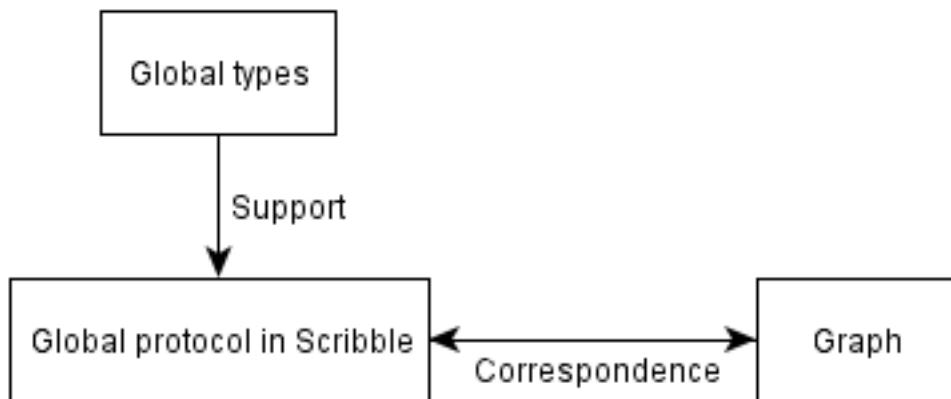 Global types
Support
Global protocol in Scribble
Correspondence
Graph